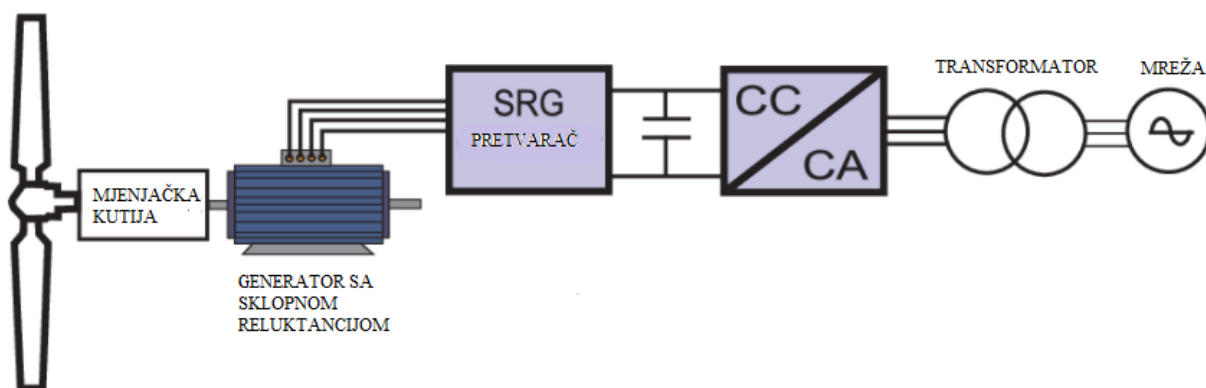 MJENJAČKA
KUTIJA
GENERATOR SA
SKLOPNOM
RELUKTANCIJOM
SRG
PRETVARAČ
CC
CA
TRANSFORMATOR
MREŽA